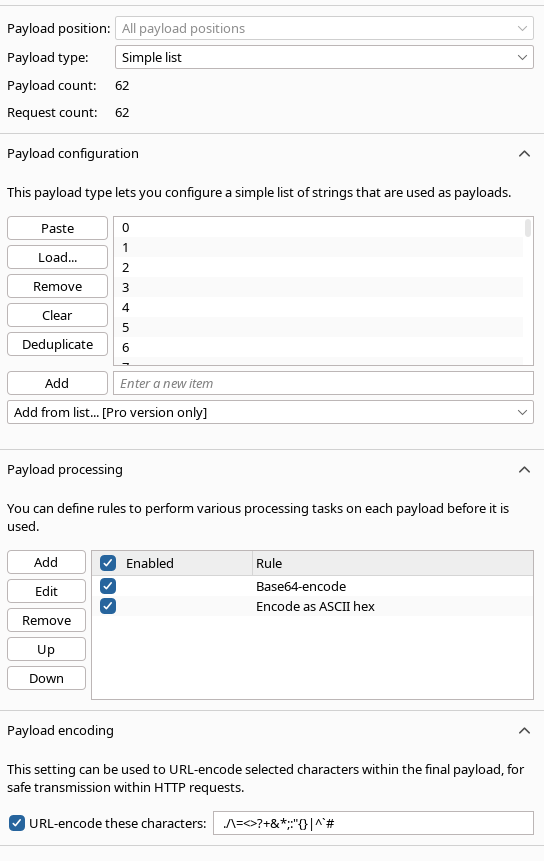 Payload position: All payload positions
Payload type: Simple list
Payload count: 62
Request count: 62
Payload configuration
This payload type lets you configure a simple list of strings that are used as payloads.
Paste
Load...
Remove
Clear
Deduplicate
0
1
2
3
4
5
6
Add
Enter a new item
Add from list... [Pro version only]
Payload processing
You can define rules to perform various processing tasks on each payload before it is
used.
Add
Edit
Remove
Up
Down
Enabled Rule
Base64-encode
Encode as ASCII hex
Payload encoding
This setting can be used to URL-encode selected characters within the final payload, for
safe transmission within HTTP requests.
URL-encode these characters: ./\=<>?+&*;:"{}|^`#